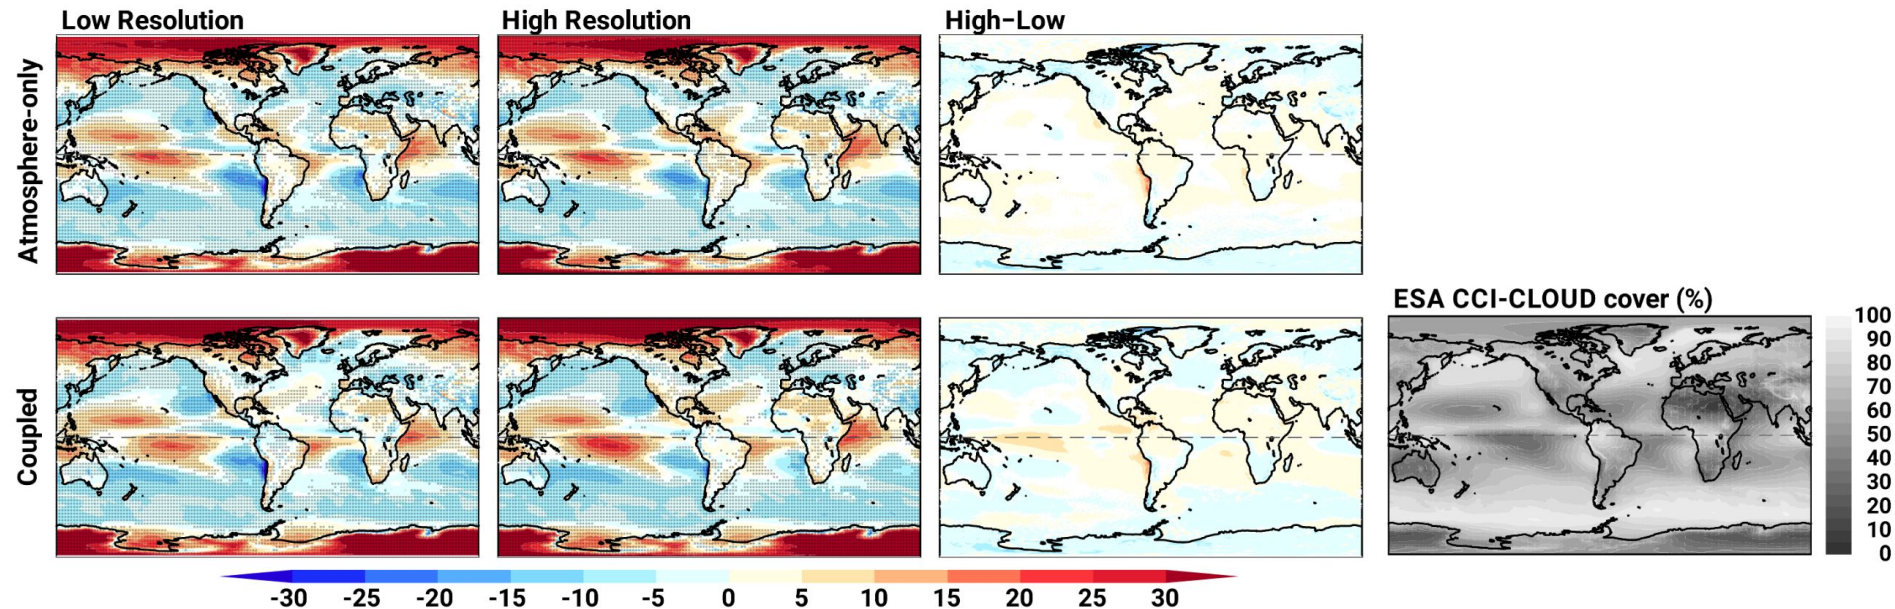 Low Resolution
High Resolution
High-Low
Atmosphere-only
Coupled
ESA CCI-CLOUD cover (%)
100
90
80
70
60
50
40
30
20
10
0
-30 -25 -20 -15 -10 -5 0 5 10 15 20 25 30